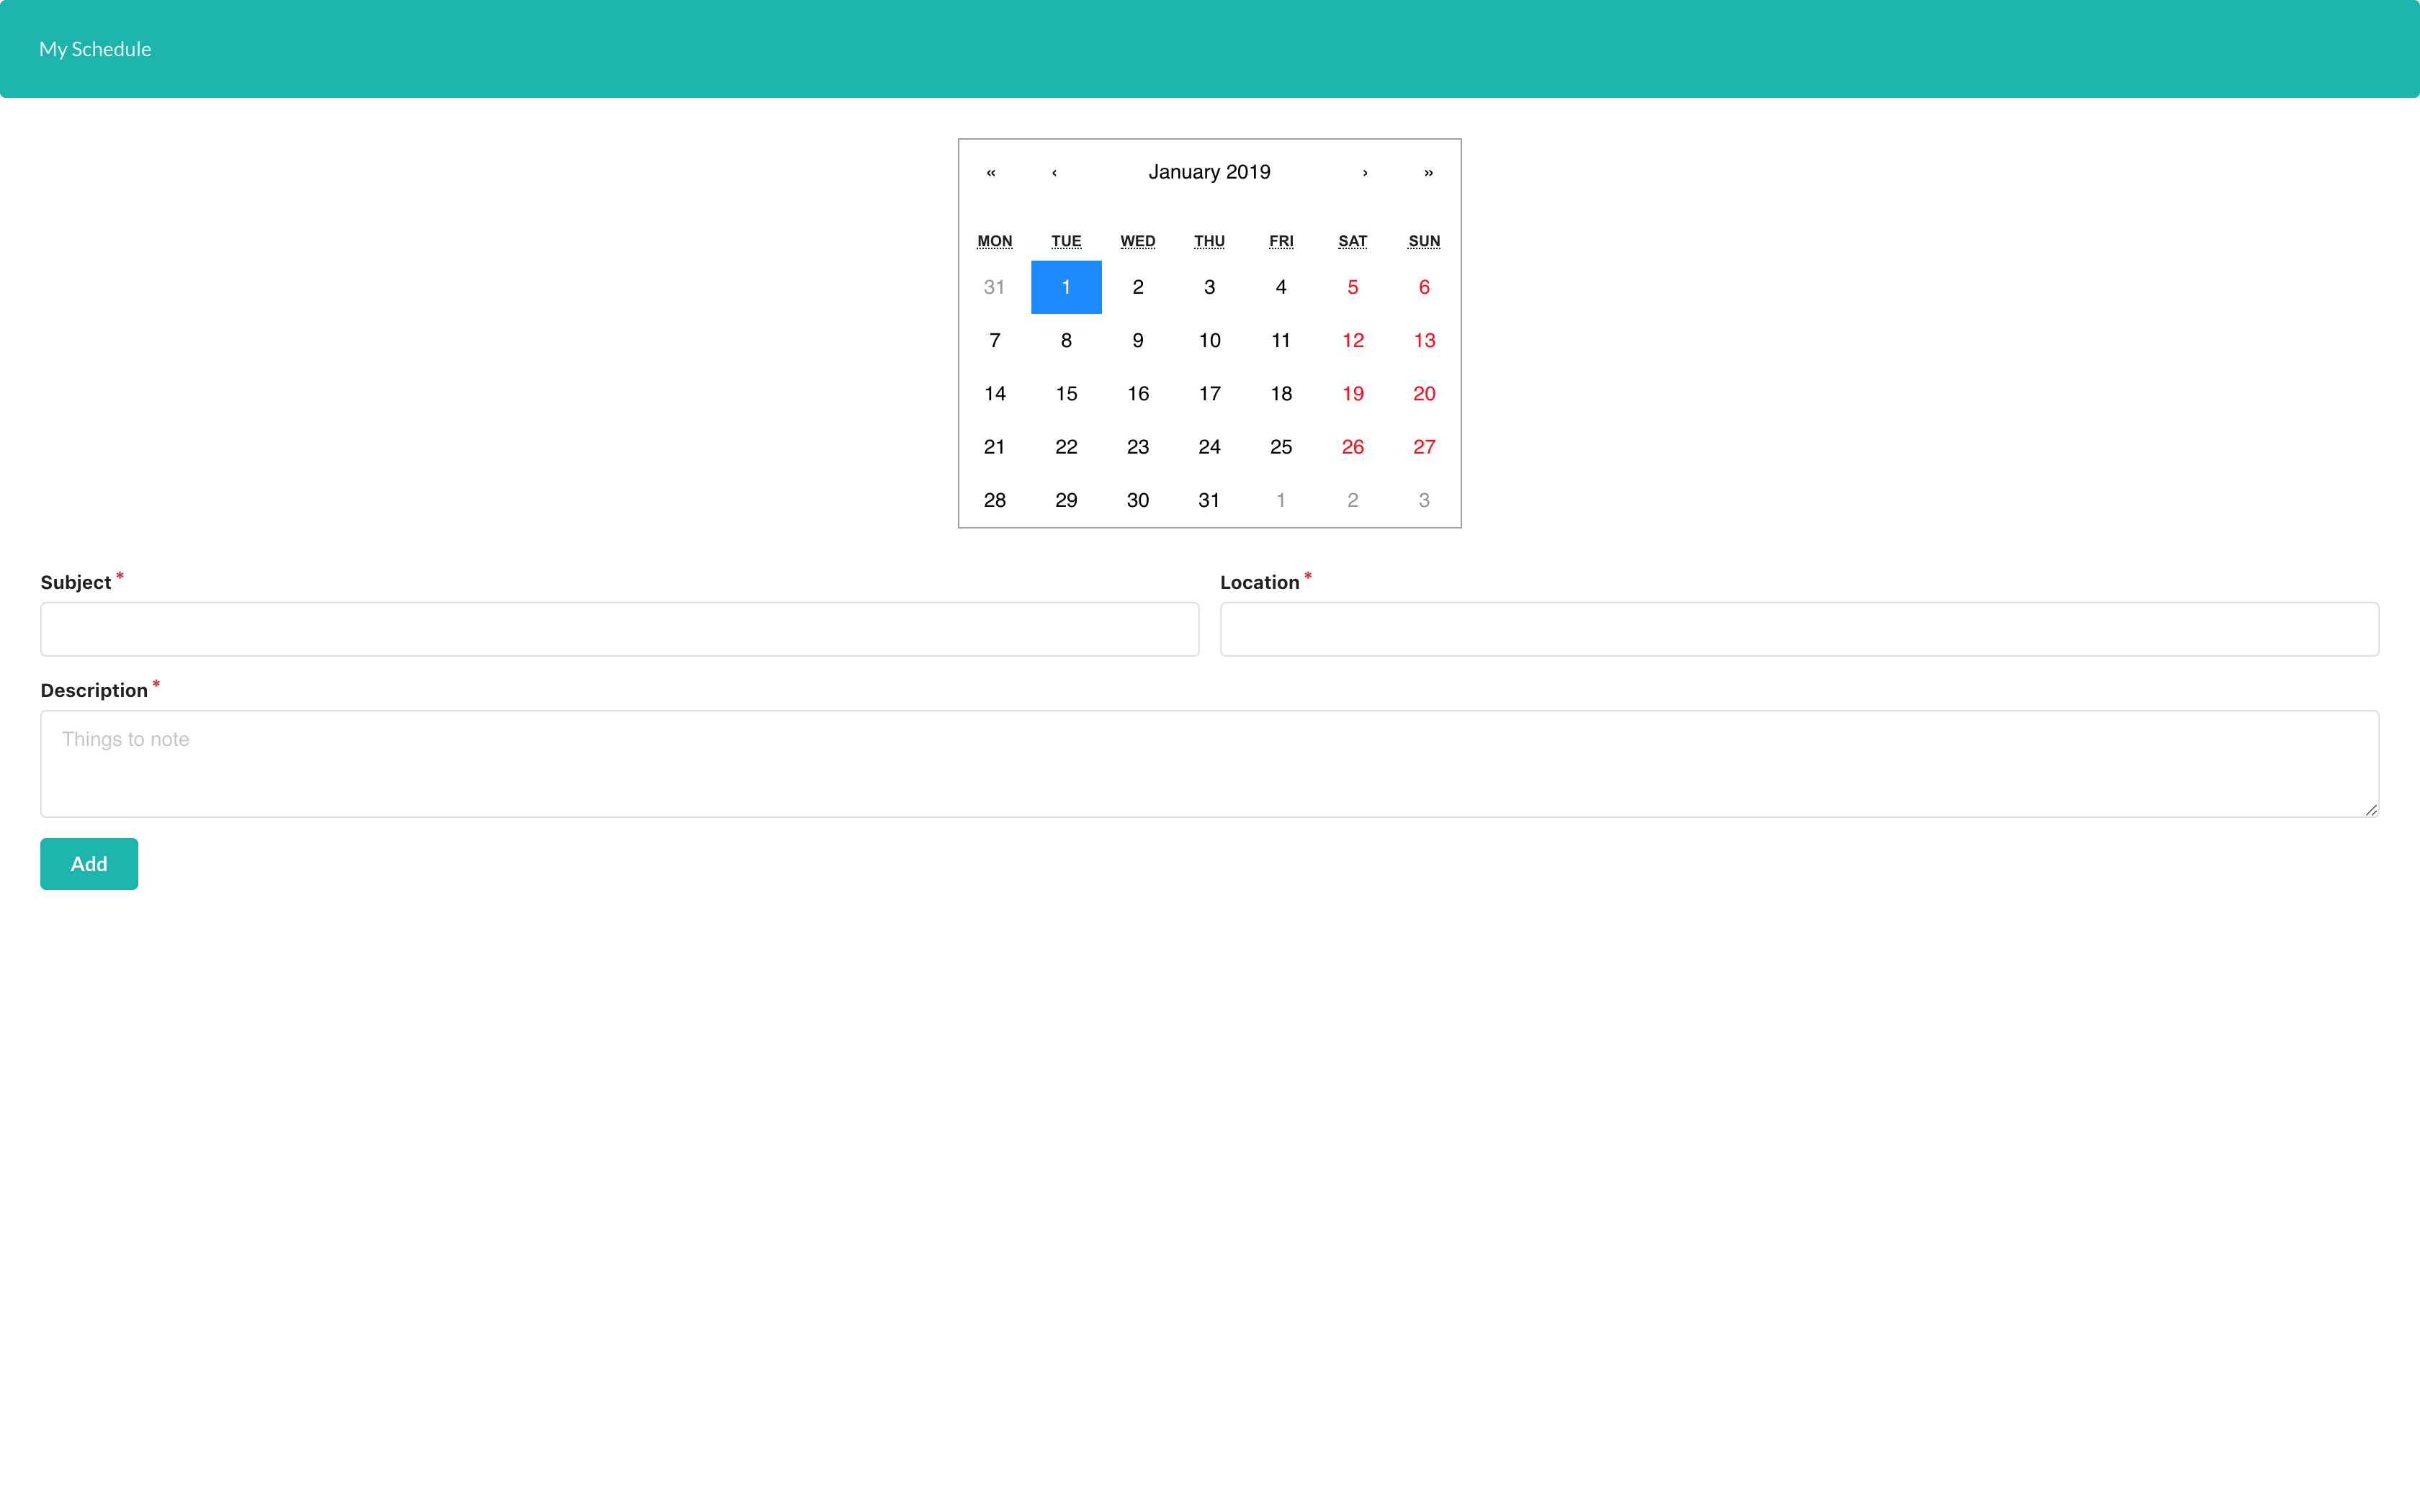 My Schedule
« ‹ January 2019 › »
MON TUE WED THU FRI SAT SUN
31 1 2 3 4 5 6
7 8 9 10 11 12 13
14 15 16 17 18 19 20
21 22 23 24 25 26 27
28 29 30 31 1 2 3
Subject * Location *
Description *
Things to note
Add